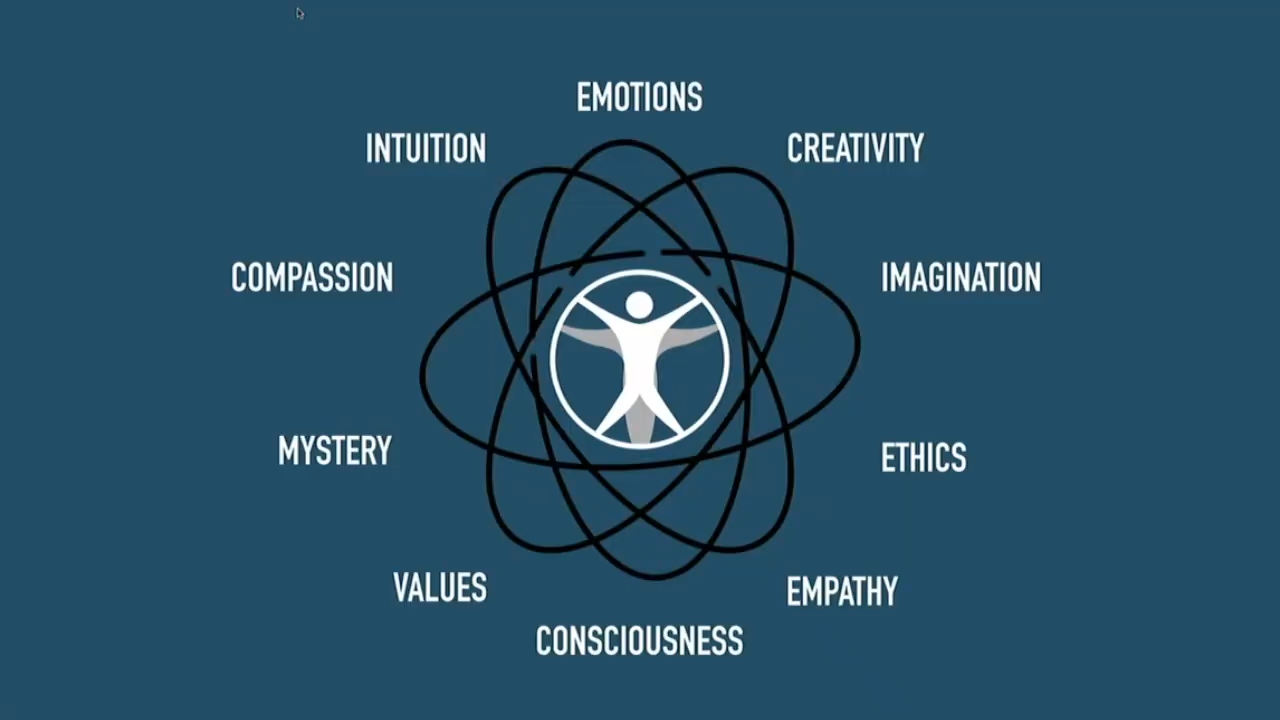 EMOTIONS
INTUITION
CREATIVITY
COMPASSION
IMAGINATION
MYSTERY
ETHICS
VALUES
EMPATHY
CONSCIOUSNESS